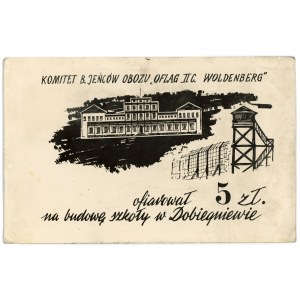 KOMITET B. JEŃCÓW OBOZU „OFLAG II C. WOLDENBERG"
ofiarował 5 zł.
na budowę szkoły w Dobiegniewie